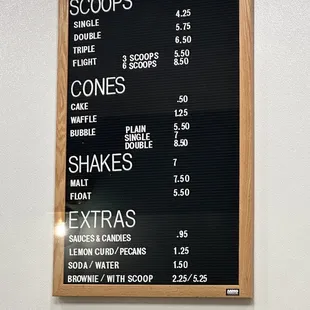 SCOOPS
SINGLE 4.25
DOUBLE 5.75
TRIPLE 6.50
FLIGHT 3 SCOOPS 5.50
6 SCOOPS 8.50
CONES
CAKE .50
WAFFLE 1.25
BUBBLE PLAIN 5.50
SINGLE 7
DOUBLE 8.50
SHAKES 7
MALT 7.50
FLOAT 5.50
EXTRAS
SAUCES & CANDIES .95
LEMON CURD/PECANS 1.25
SODA/WATER 1.50
BROWNIE/WITH SCOOP 2.25/5.25